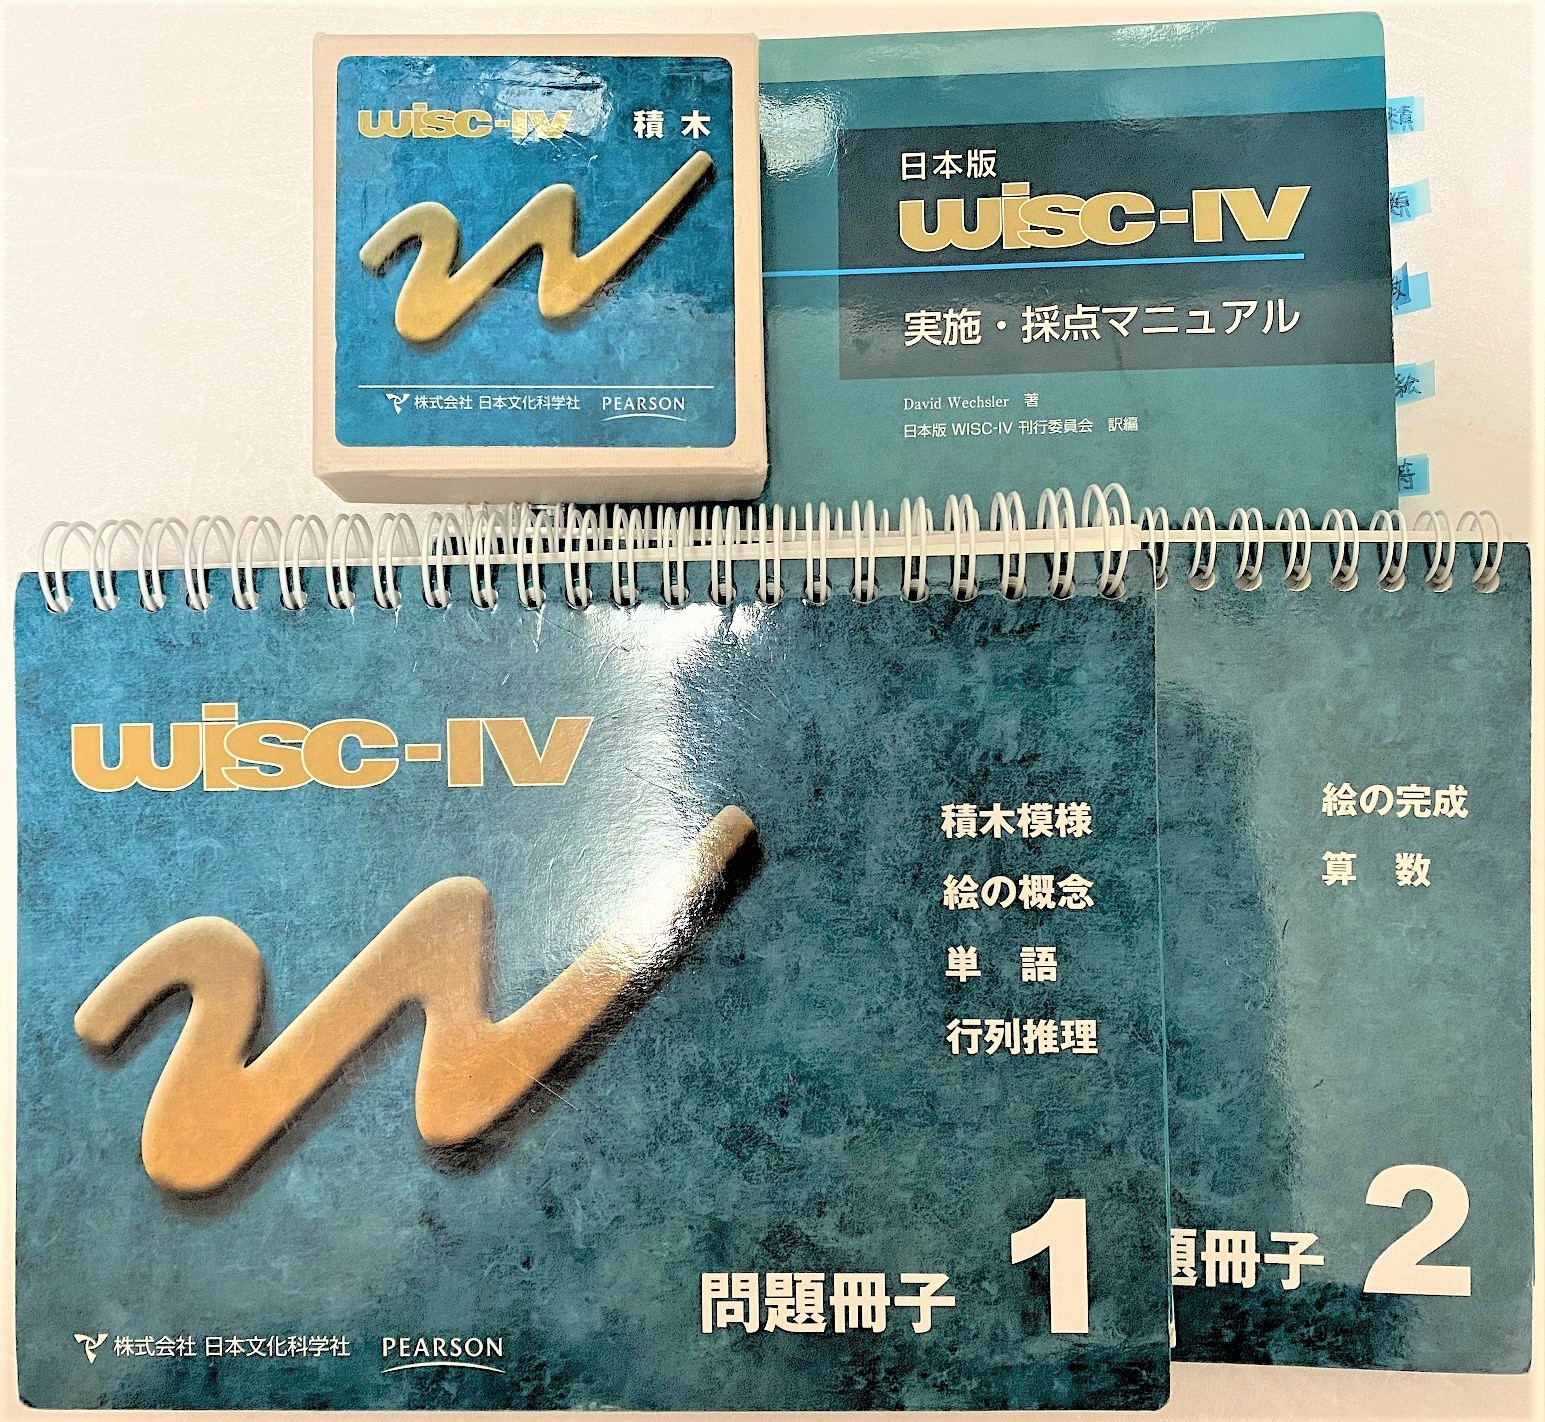 WISC-IV 積木
株式会社 日本文化科学社 PEARSON
日本版
WISC-IV
実施・採点マニュアル
David Wechsler 著
日本版 WISC-IV 刊行委員会 訳編
積
絵
符
WISC-IV
積木模様
絵の概念
単 語
行列推理
問題冊子 1
株式会社 日本文化科学社 PEARSON
絵の完成
算 数
題冊子 2